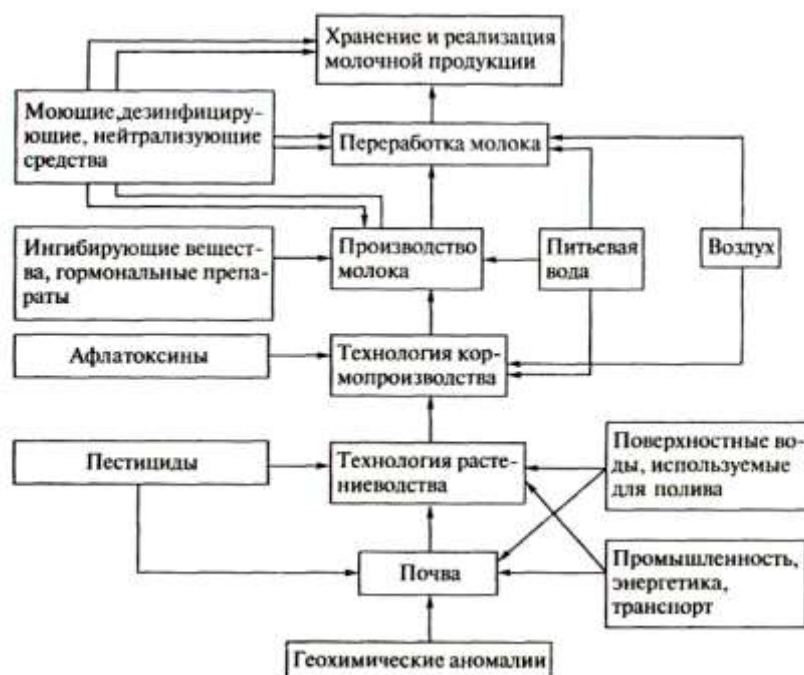 Хранение и реализация
молочной продукции
Моющие,дезинфициру-
ющие, нейтрализующие
средства
Переработка молока
Ингибирующие вещест-
ва, гормональные препа-
раты
Производство
молока
Питьевая
вода
Воздух
Афлатоксины
Технология кор-
мопроизводства
Пестициды
Технология расте-
ниеводства
Поверхностные во-
ды, используемые
для полива
Почва
Промышленность,
энергетика,
транспорт
Геохимические аномалии